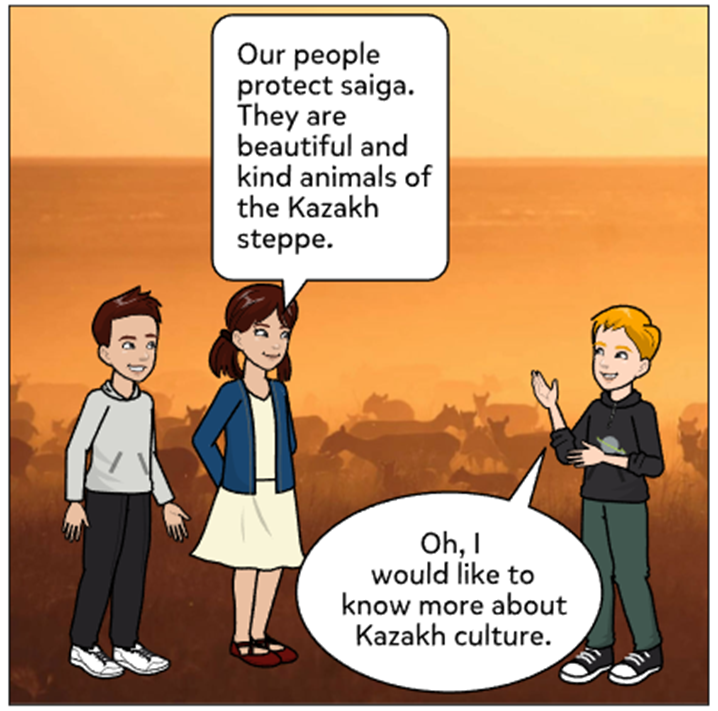 Our people
protect saiga.
They are
beautiful and
kind animals of
the Kazakh
steppe.
Oh, I
would like to
know more about
Kazakh culture.